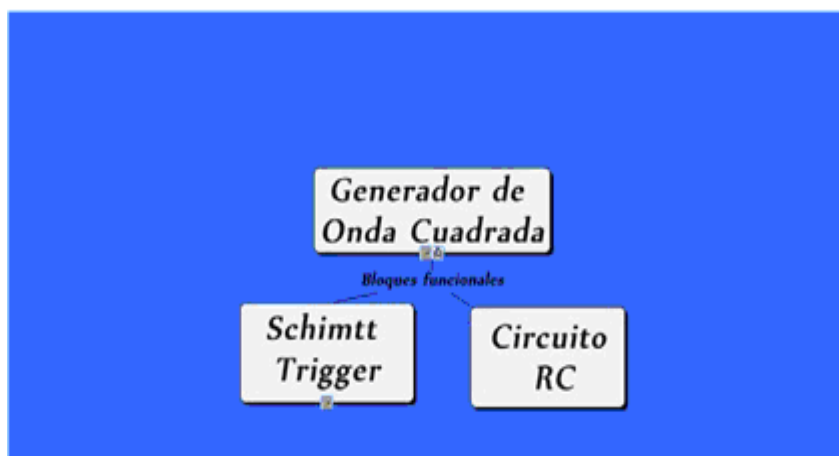 Generador de
Onda Cuadrada
Bloques funcionales
Schimtt
Trigger
Circuito
RC